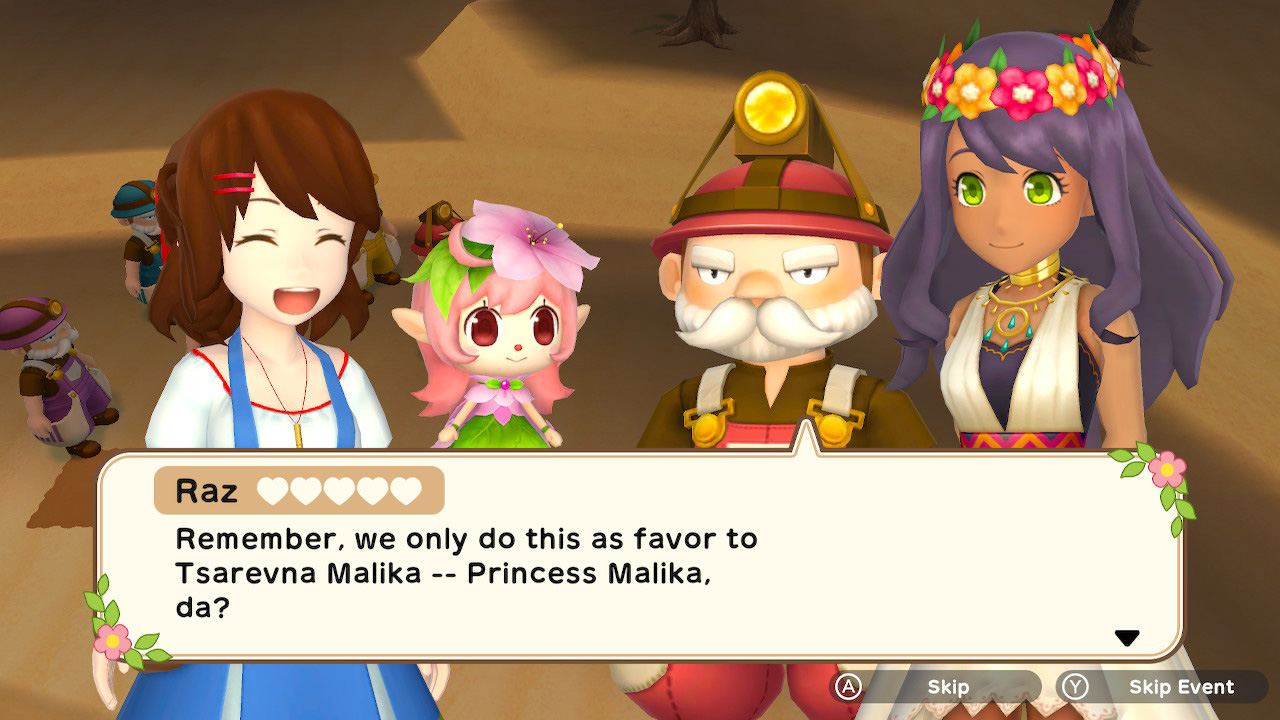 Raz
Remember, we only do this as favor to
Tsarevna Malika -- Princess Malika,
da?
A Skip Y Skip Event